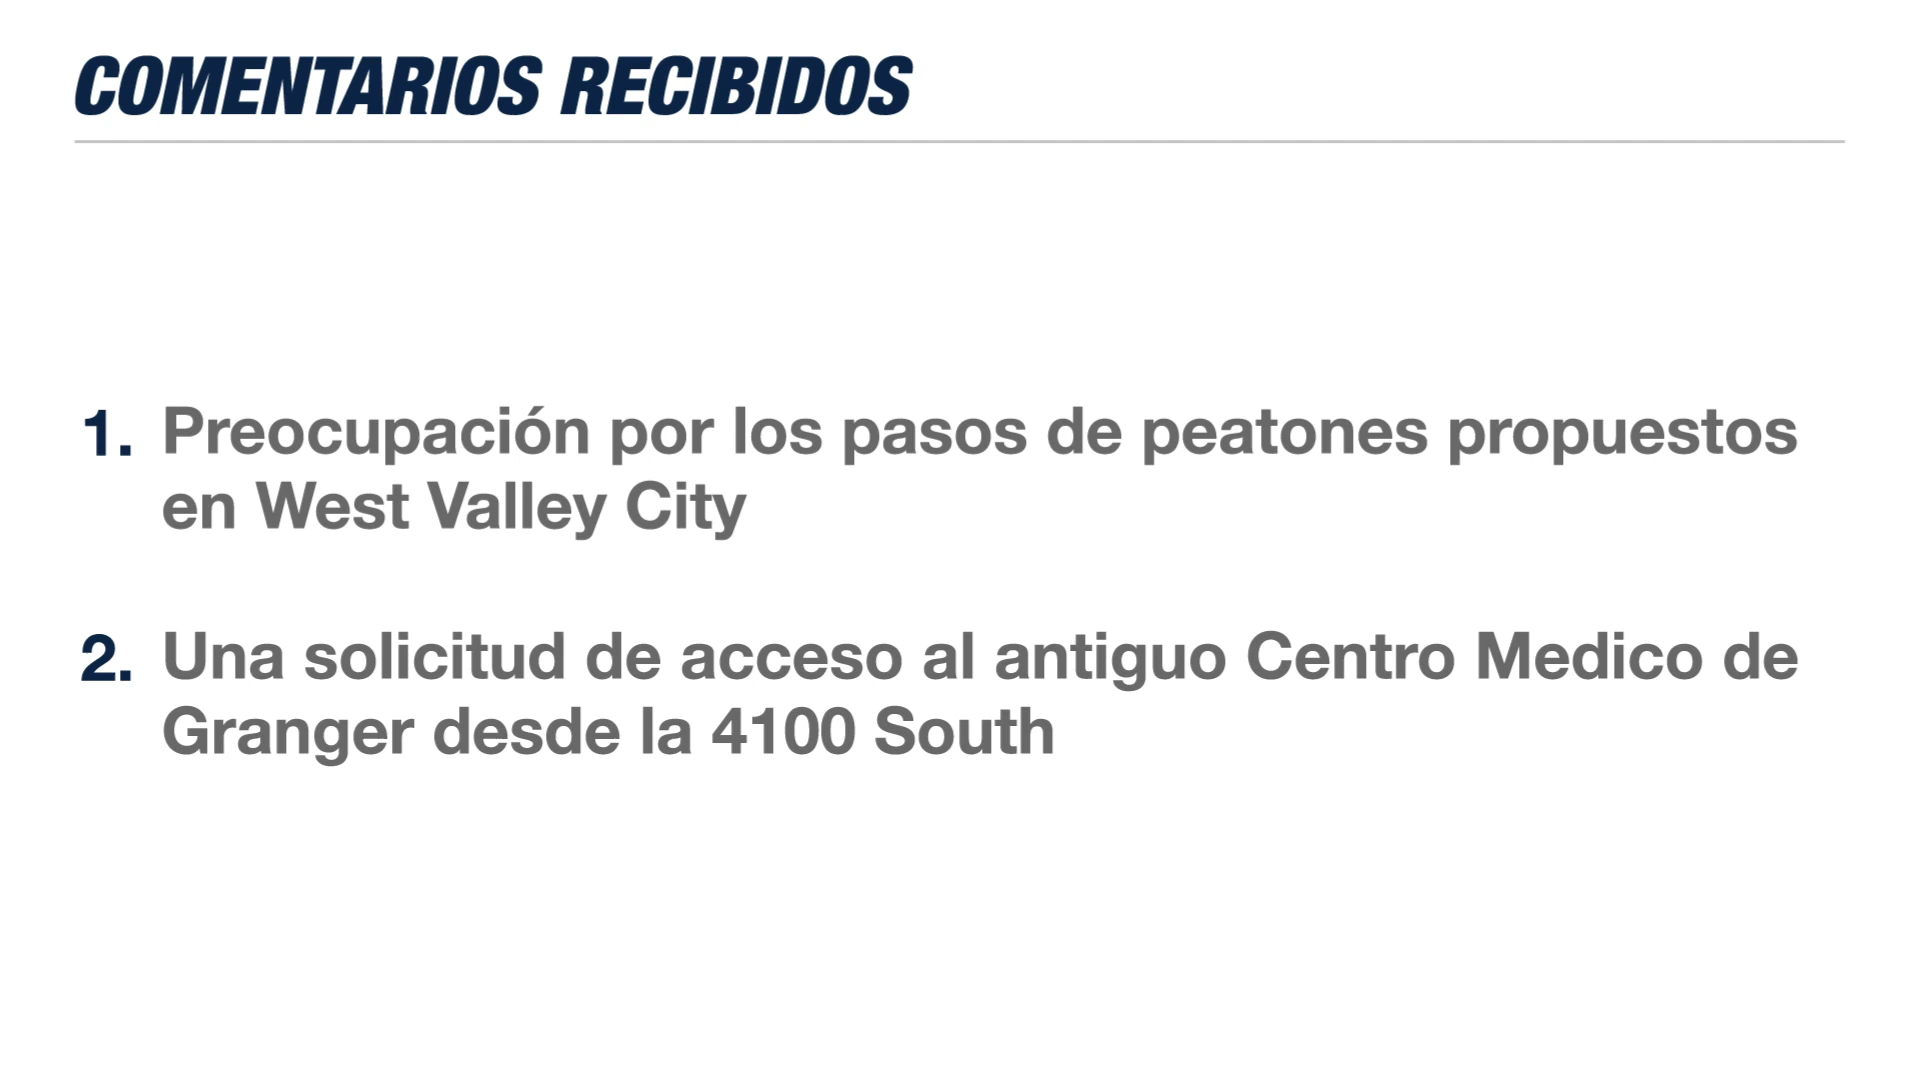 COMENTARIOS RECIBIDOS
1. Preocupación por los pasos de peatones propuestos
en West Valley City
2. Una solicitud de acceso al antiguo Centro Medico de
Granger desde la 4100 South